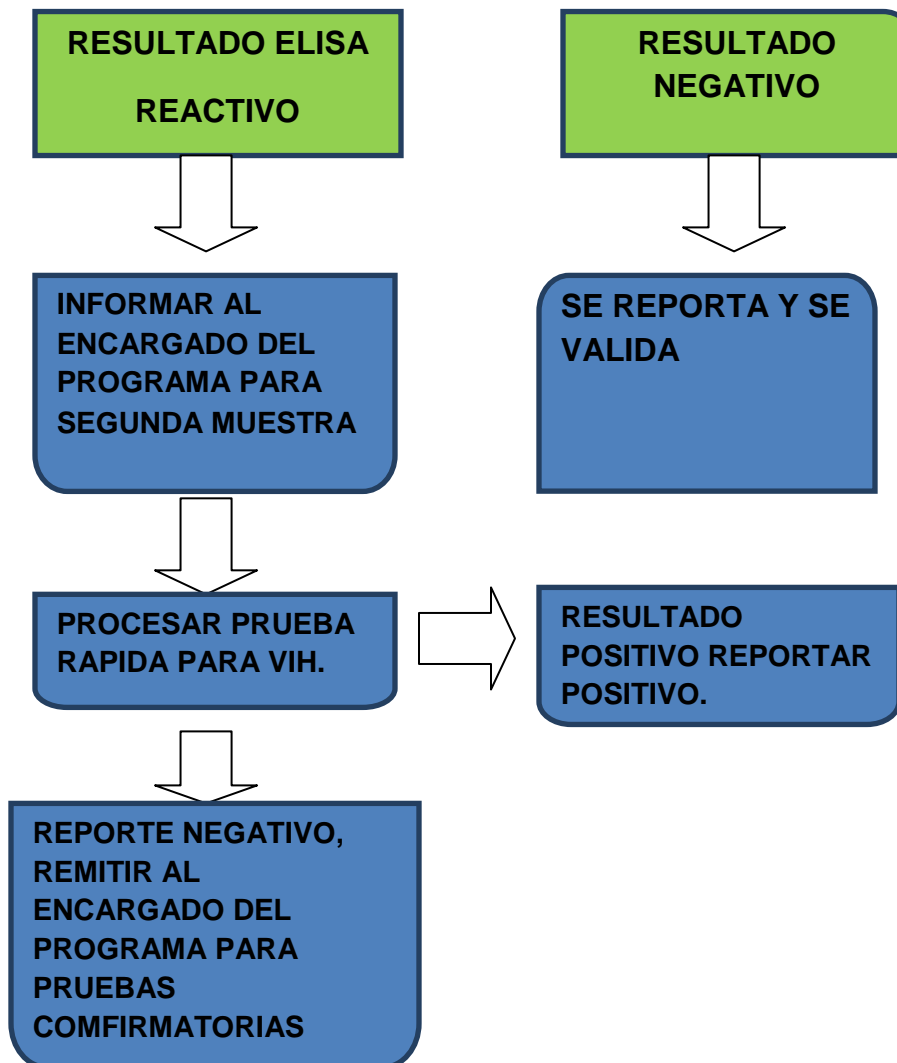 RESULTADO ELISA
REACTIVO
RESULTADO
NEGATIVO
INFORMAR AL
ENCARGADO DEL
PROGRAMA PARA
SEGUNDA MUESTRA
SE REPORTA Y SE
VALIDA
PROCESAR PRUEBA
RAPIDA PARA VIH.
RESULTADO
POSITIVO REPORTAR
POSITIVO.
REPORTE NEGATIVO,
REMITIR AL
ENCARGADO DEL
PROGRAMA PARA
PRUEBAS
COMFIRMATORIAS